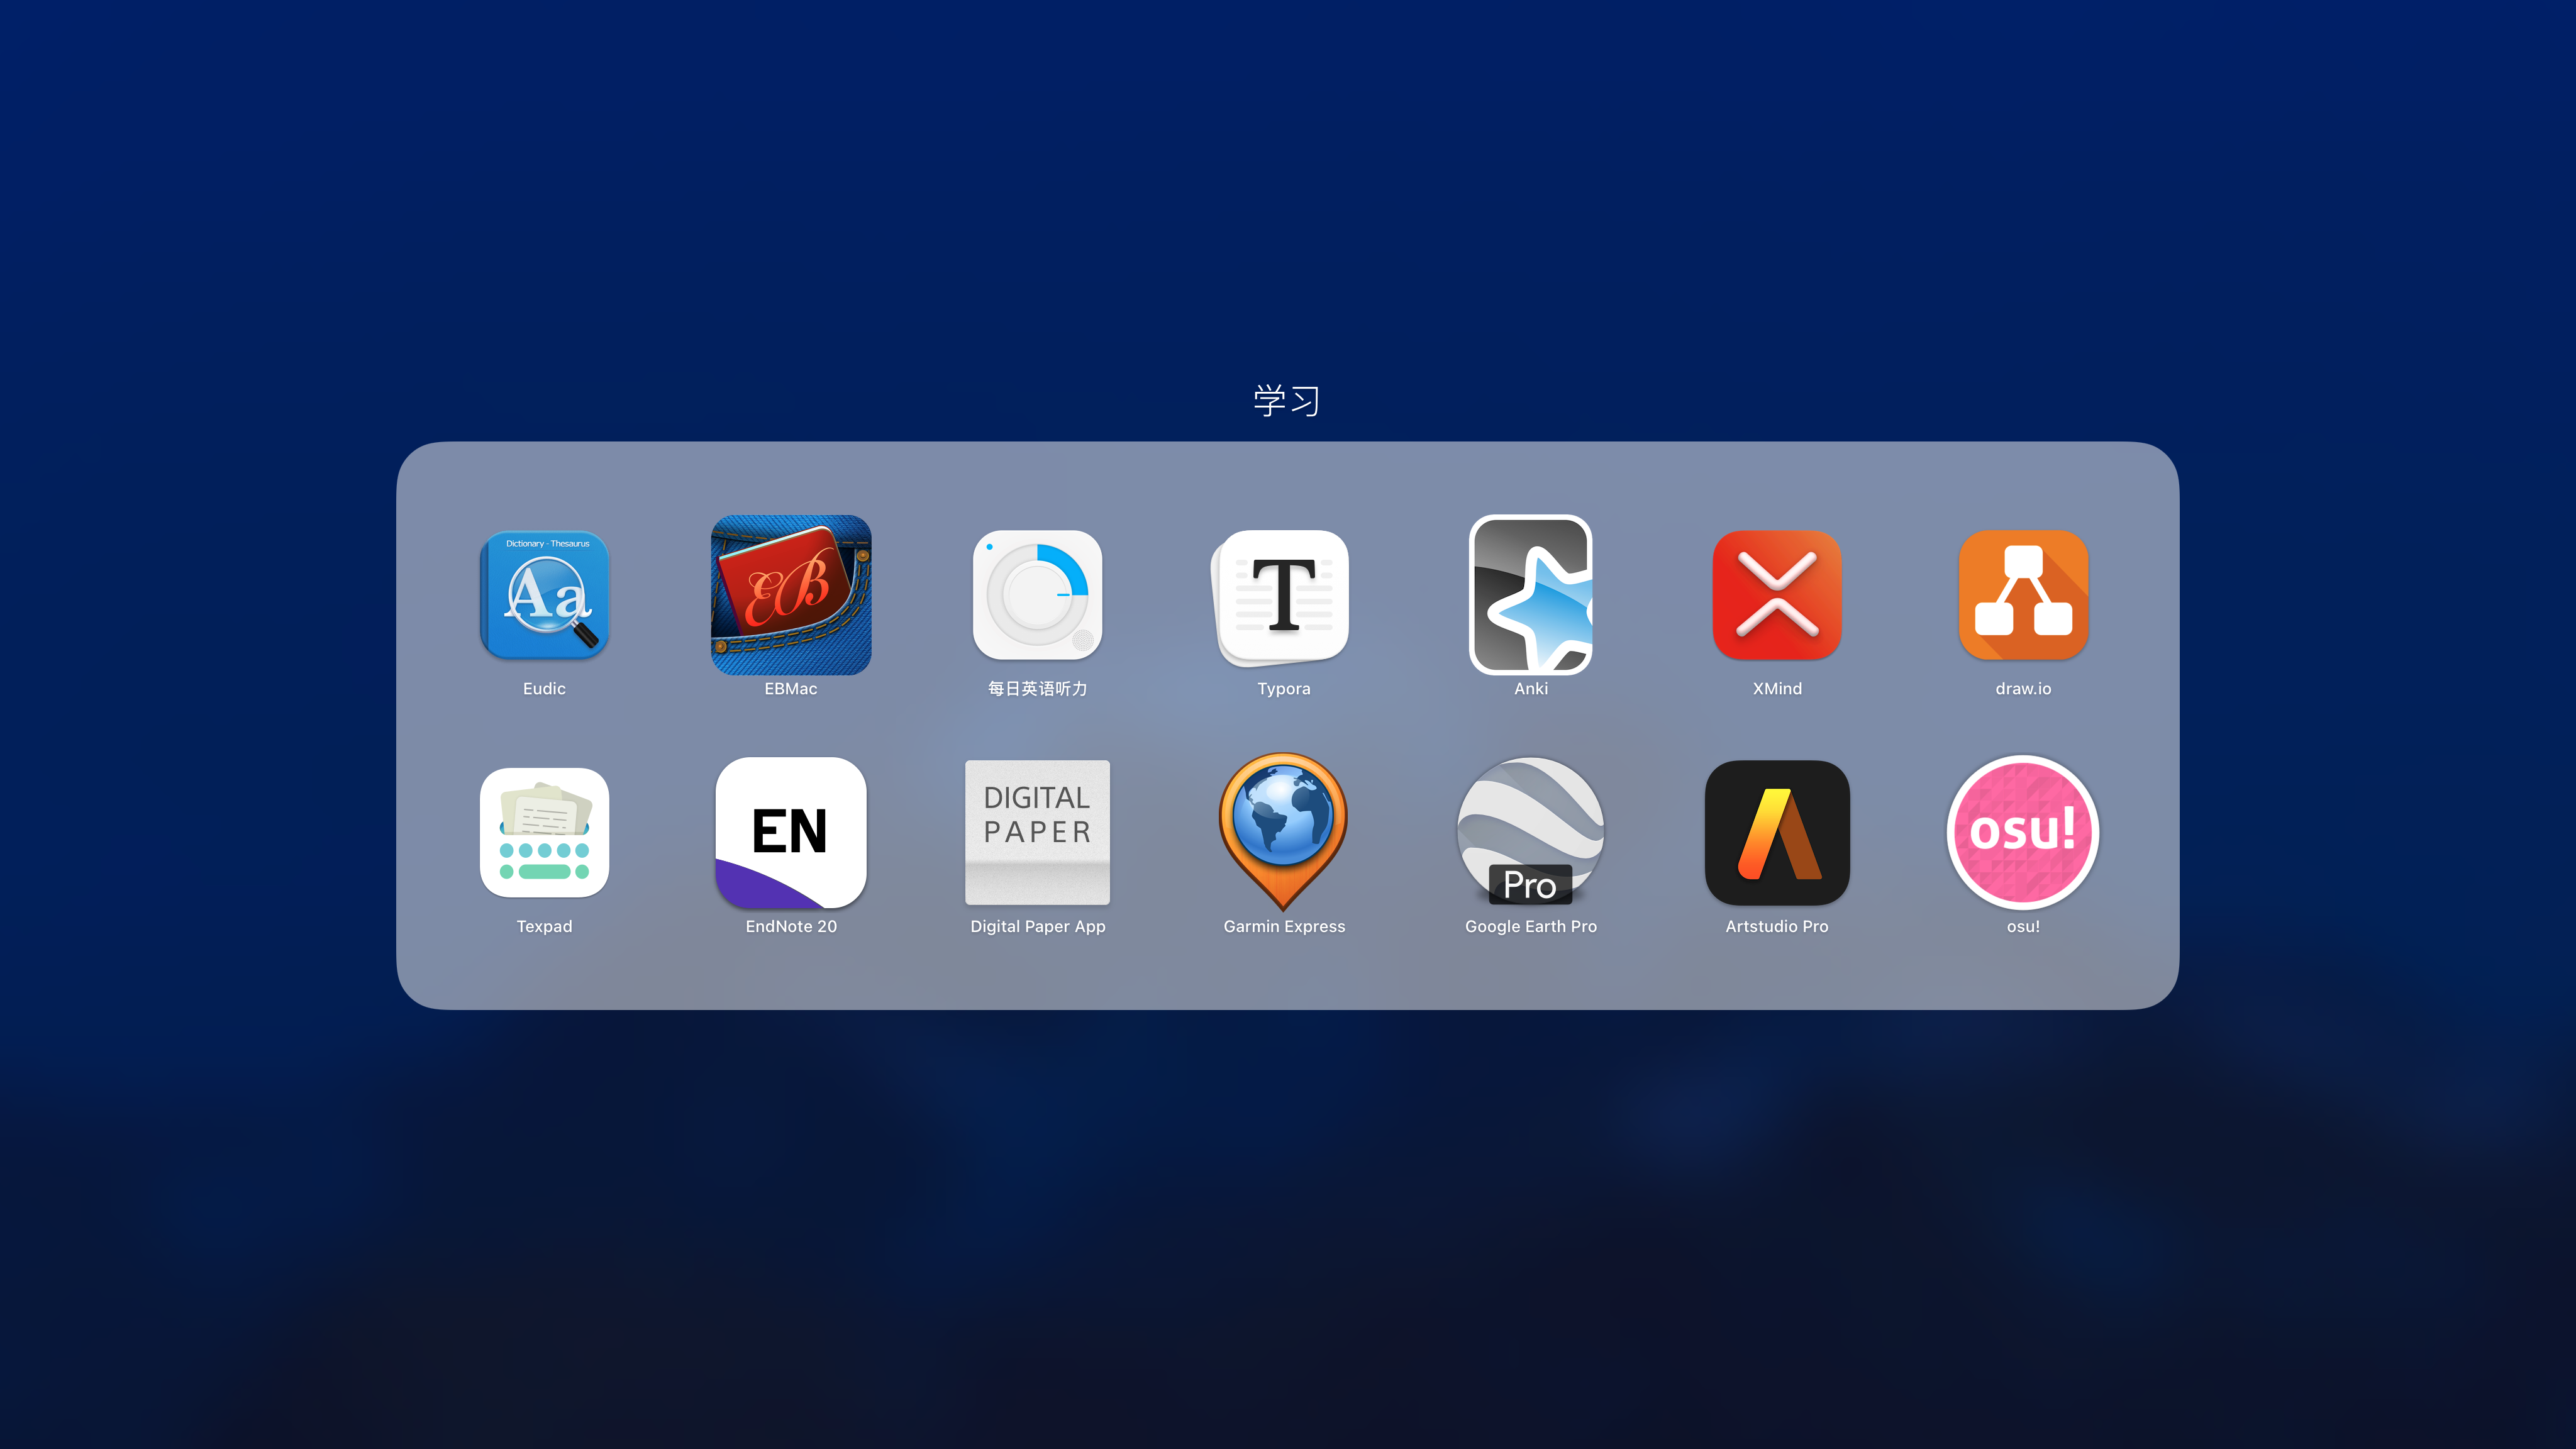 学习
Dictionary - Thesaurus
Aa
EB
T
Eudic
EBMac
每日英语听力
Typora
Anki
XMind
draw.io
EN
DIGITAL
PAPER
Pro
osu!
Texpad
EndNote 20
Digital Paper App
Garmin Express
Google Earth Pro
Artstudio Pro
osu!